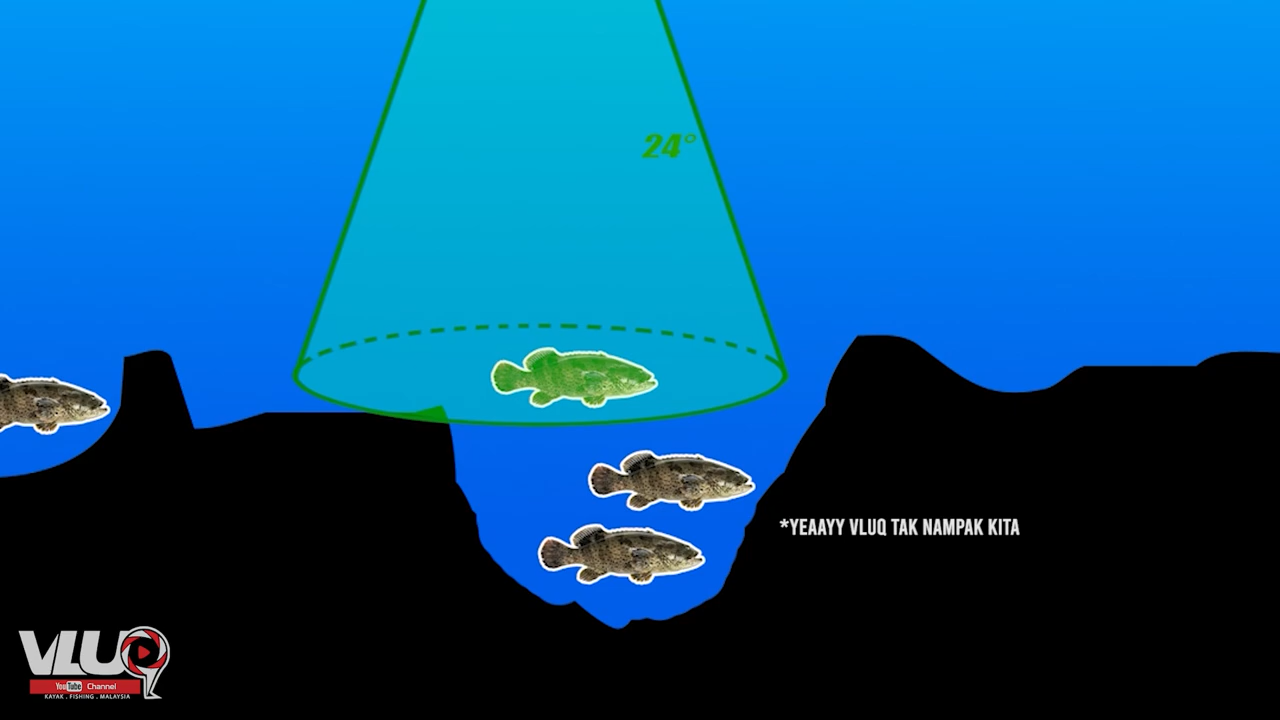 24°
*YEAAYY VLUQ TAK NAMPAK KITA
VLUQ
YouTube Channel
KAYAK . FISHING . MALAYSIA